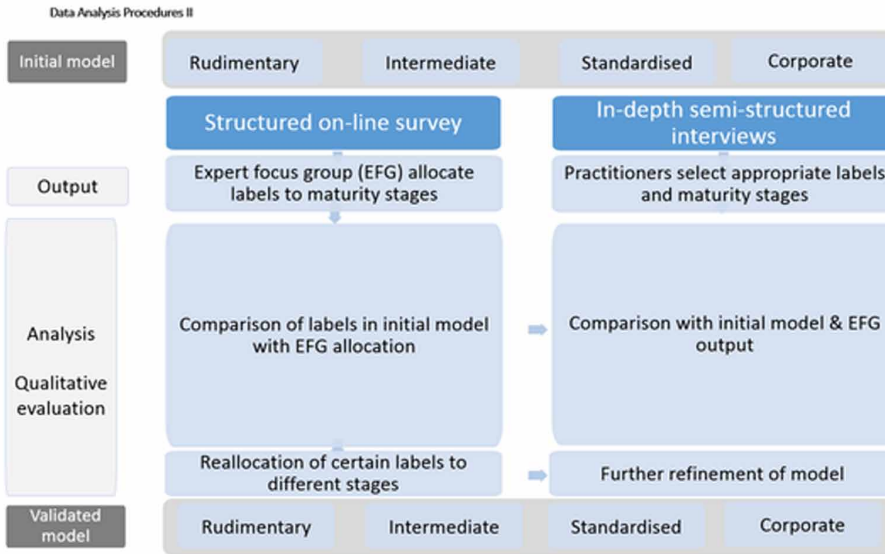 Data Analysis Procedures II
Initial model
Rudimentary
Intermediate
Standardised
Corporate
Structured on-line survey
In-depth semi-structured
interviews
Output
Expert focus group (EFG) allocate
labels to maturity stages
Practitioners select appropriate labels
and maturity stages
Analysis
Qualitative
evaluation
Comparison of labels in initial model
with EFG allocation
Comparison with initial model & EFG
output
Reallocation of certain labels to
different stages
Further refinement of model
Validated
model
Rudimentary
Intermediate
Standardised
Corporate